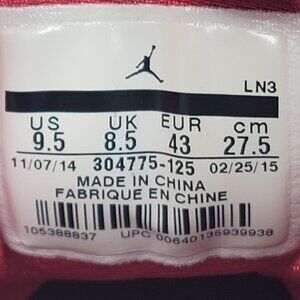 LN3
US UK EUR cm
9.5 8.5 43 27.5
11/07/14 304775-125 02/25/15
MADE IN CHINA
FABRIQUE EN CHINE
105388837 UPC 00640135939938